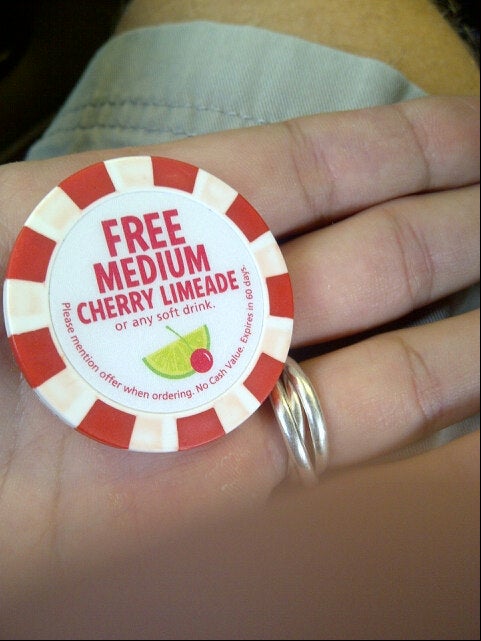 FREE
MEDIUM
CHERRY LIMEADE
or any soft drink.
Please mention offer when ordering. No Cash Value. Expires in 60 days.